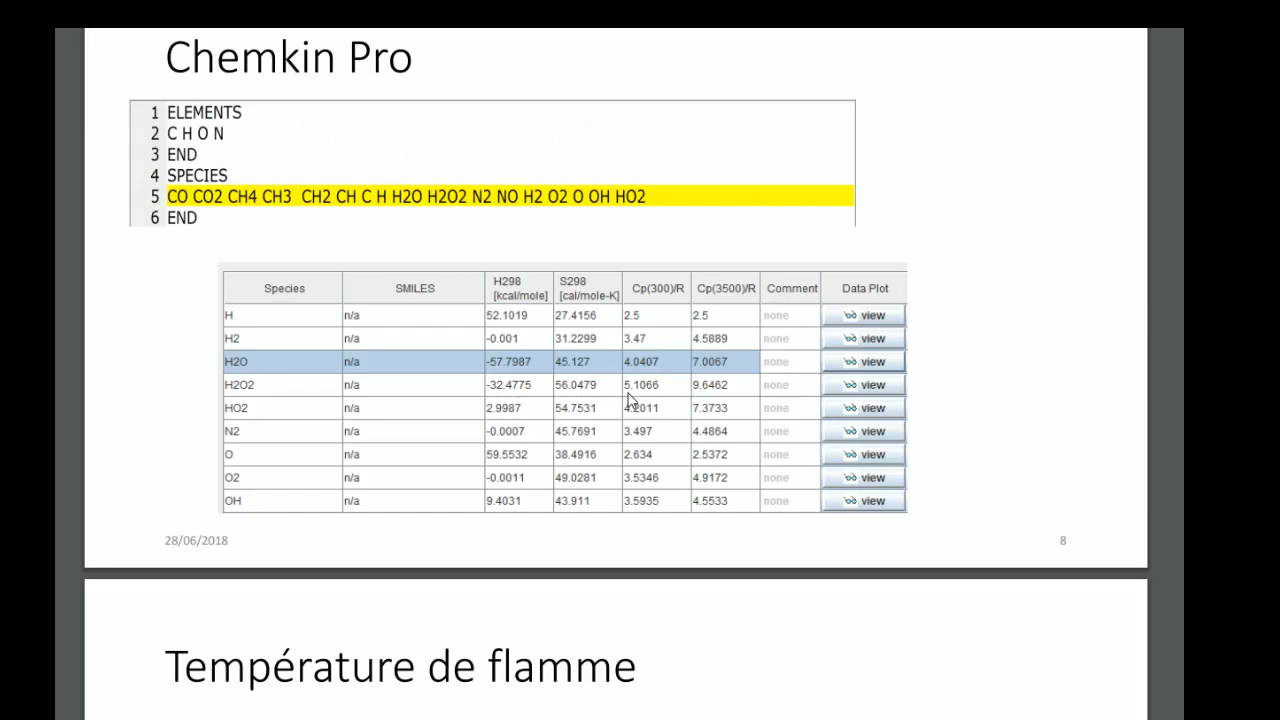 Chemkin Pro
1 ELEMENTS
2 C H O N
3 END
4 SPECIES
5 CO CO2 CH4 CH3  CH2 CH C H H2O H2O2 N2 NO H2 O2 O OH HO2
6 END
Species SMILES H298 [kcal/mole] S298 [cal/mole-K] Cp(300)/R Cp(3500)/R Comment Data Plot
H n/a 52.1019 27.4156 2.5 2.5 none view
H2 n/a -0.001 31.2299 3.47 4.5889 none view
H2O n/a -57.7987 45.127 4.0407 7.0067 none view
H2O2 n/a -32.4775 56.0479 5.1066 9.6462 none view
HO2 n/a 2.9987 54.7531 4.2011 7.3733 none view
N2 n/a -0.0007 45.7691 3.497 4.4864 none view
O n/a 59.5532 38.4916 2.634 2.5372 none view
O2 n/a -0.0011 49.0281 3.5346 4.9172 none view
OH n/a 9.4031 43.911 3.5935 4.5533 none view
28/06/2018 8
Température de flamme